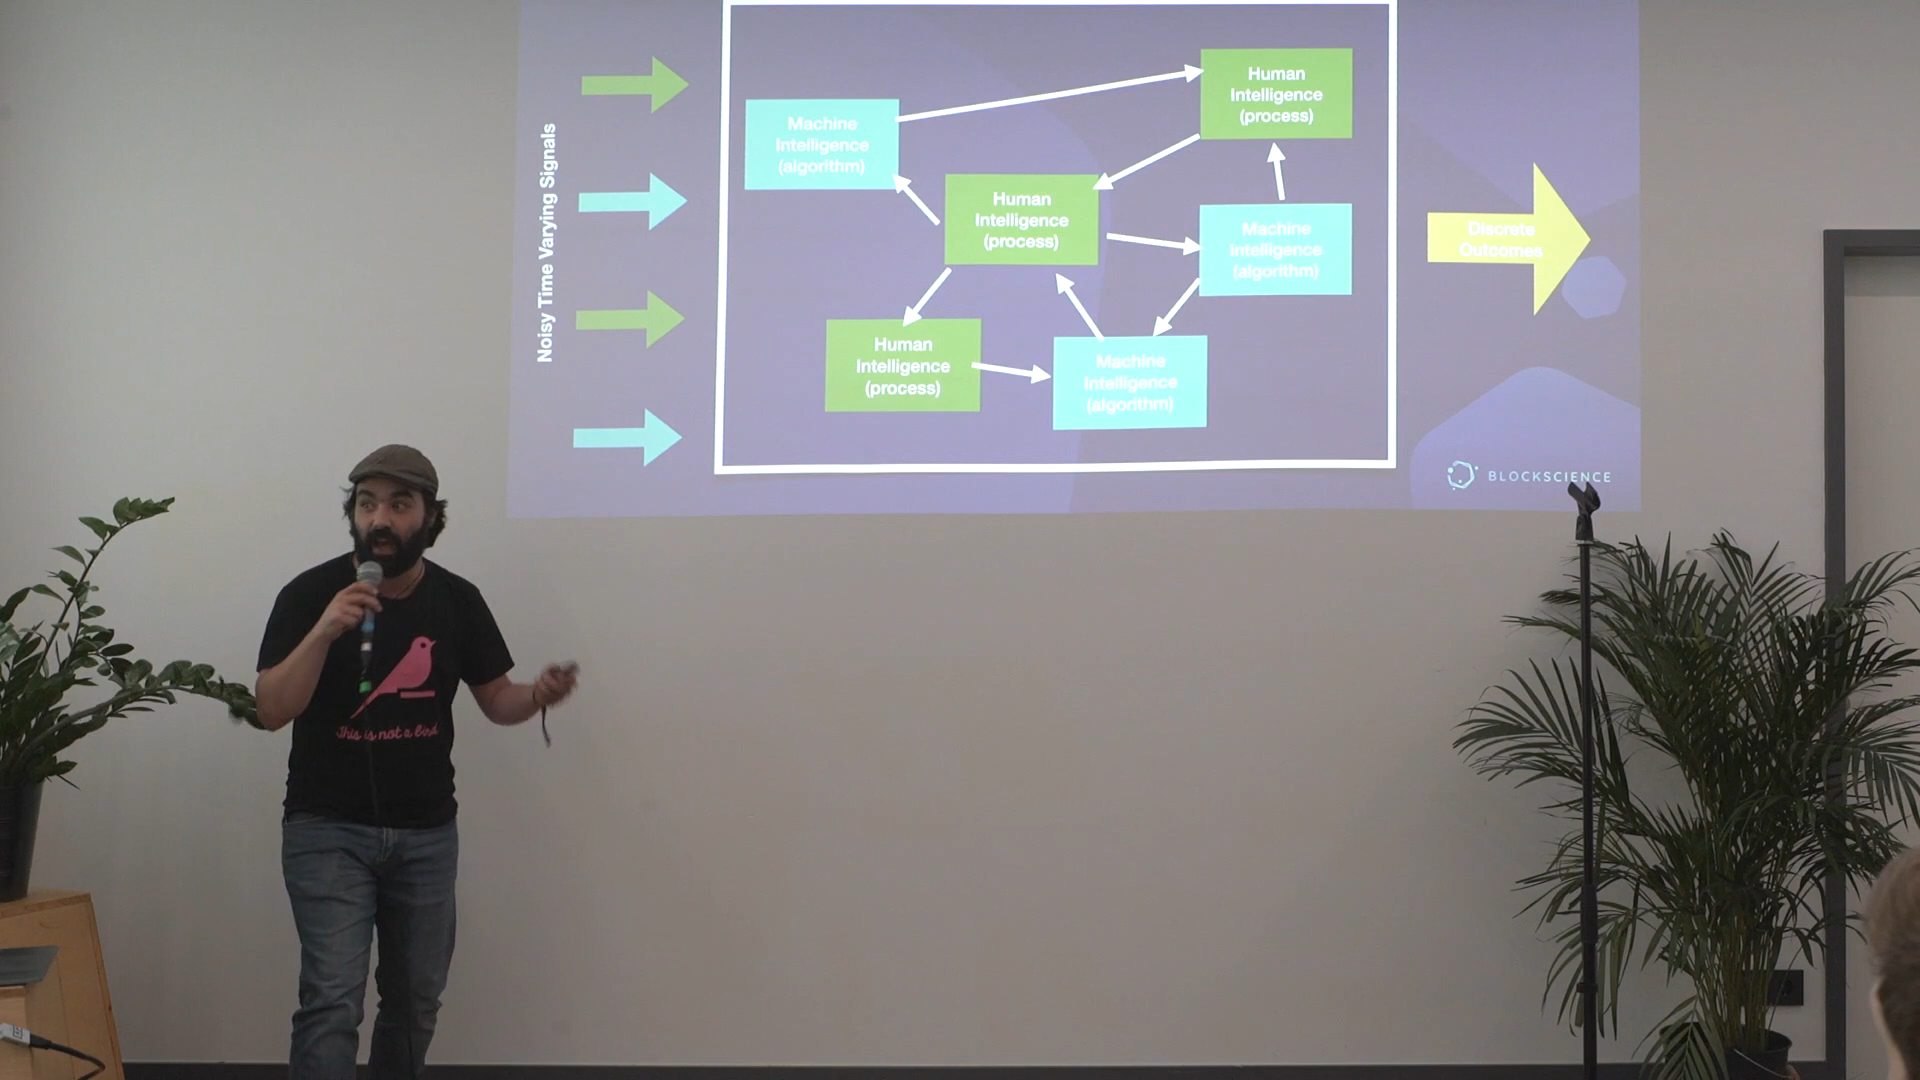 Noisy Time Varying Signals
Machine
Intelligence
(algorithm)
Human
Intelligence
(process)
Human
Intelligence
(process)
Machine
Intelligence
(algorithm)
Human
Intelligence
(process)
Machine
Intelligence
(algorithm)
Discrete
Outcomes
BLOCKSCIENCE
This is not a bird.